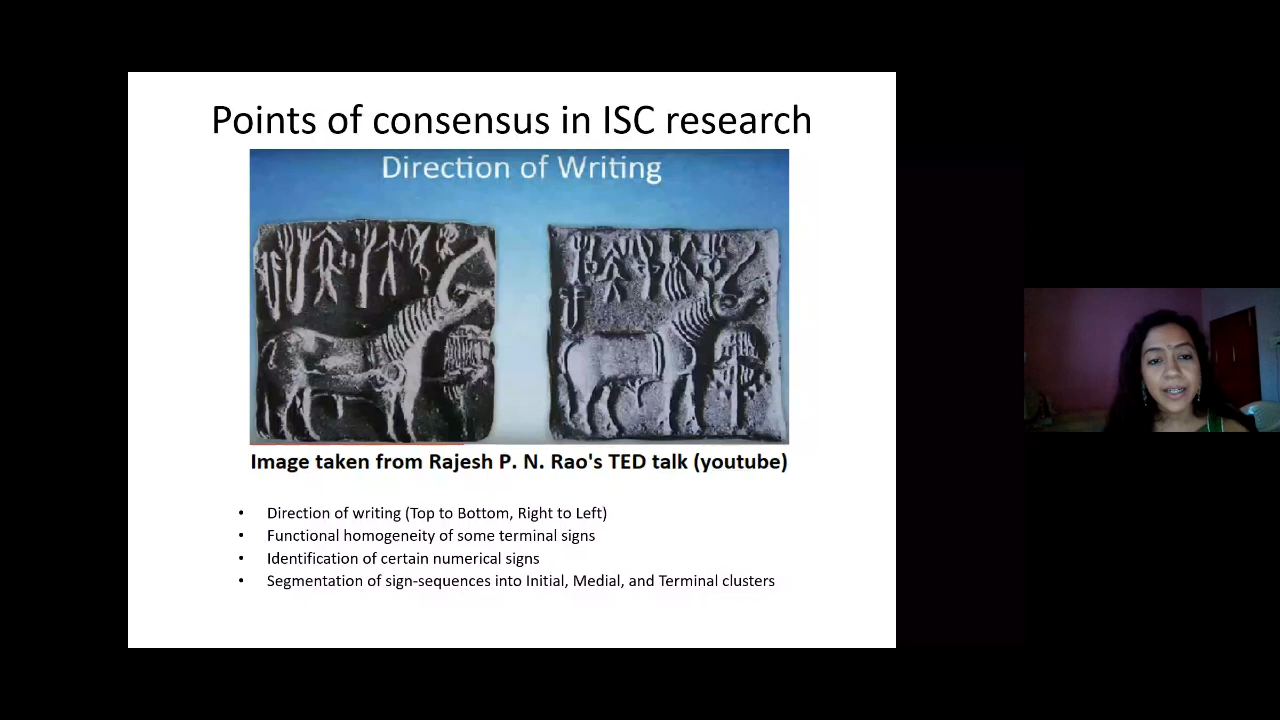 Points of consensus in ISC research
Direction of Writing
Image taken from Rajesh P. N. Rao's TED talk (youtube)
• Direction of writing (Top to Bottom, Right to Left)
• Functional homogeneity of some terminal signs
• Identification of certain numerical signs
• Segmentation of sign-sequences into Initial, Medial, and Terminal clusters